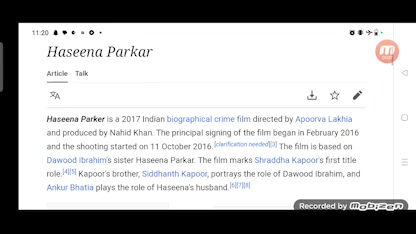 11:20
Haseena Parkar
Article Talk
Haseena Parker is a 2017 Indian biographical crime film directed by Apoorva Lakhia
and produced by Nahid Khan. The principal signing of the film began in February 2016
and the shooting started on 11 October 2016.[clarification needed][3] The film is based on
Dawood Ibrahim's sister Haseena Parkar. The film marks Shraddha Kapoor's first title
role.[4][5] Kapoor's brother, Siddhanth Kapoor, portrays the role of Dawood Ibrahim, and
Ankur Bhatia plays the role of Haseena's husband.[6][7][8]
Recorded by Mobizen